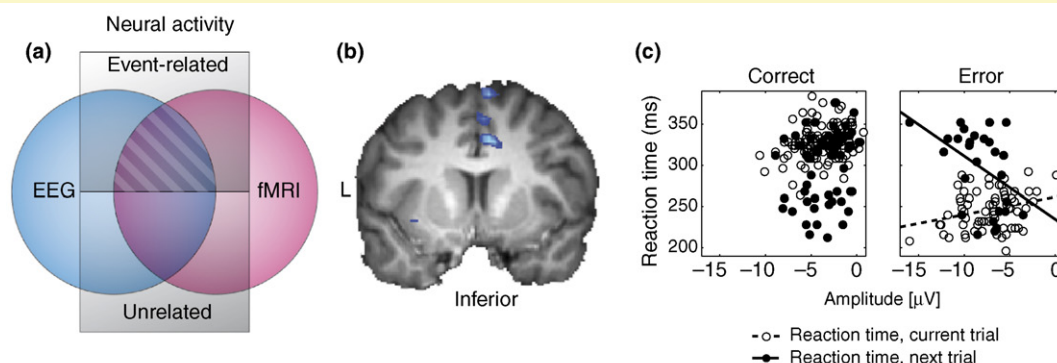 Neural activity
(a)
Event-related
EEG
fMRI
Unrelated
(b)
L
Inferior
(c)
Correct
Error
Reaction time (ms)
350
300
250
200
−15 −10 −5 0
−15 −10 −5 0
Amplitude [µV]
Reaction time, current trial
Reaction time, next trial